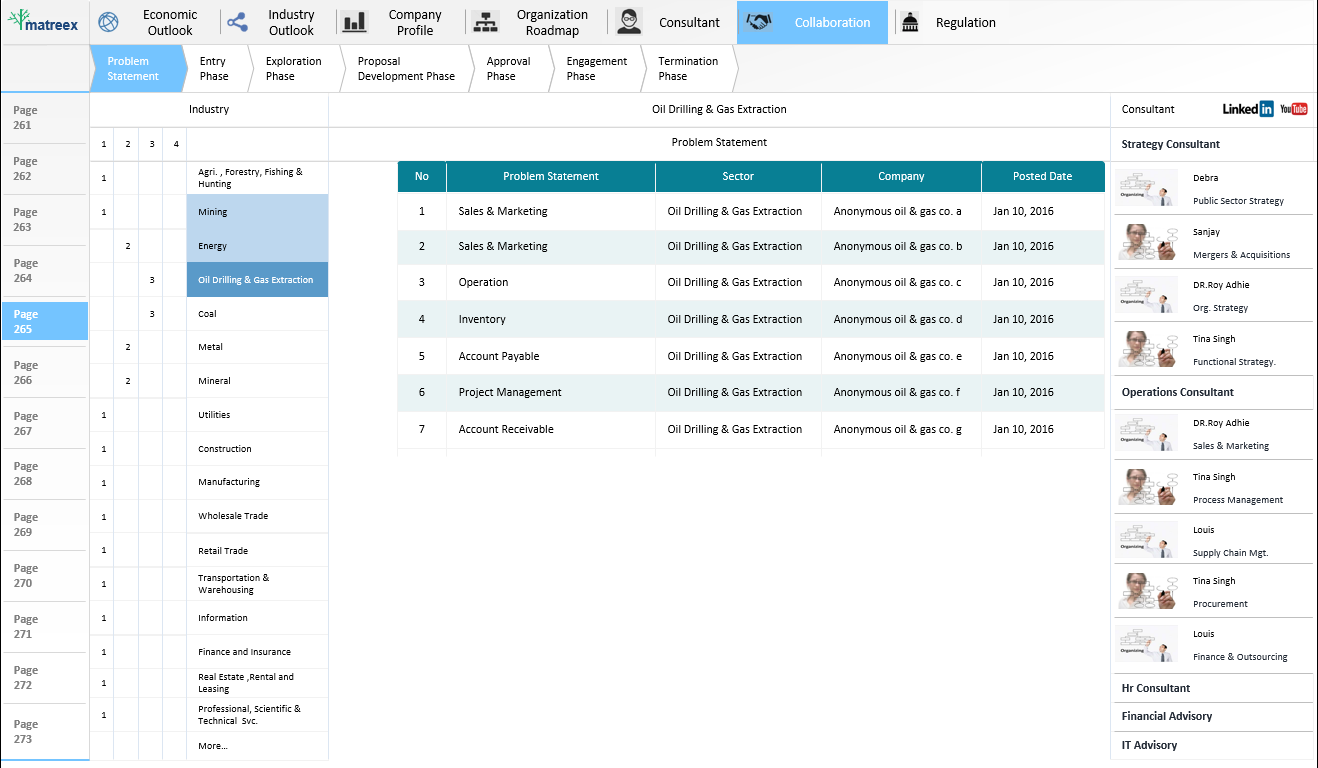 matreex
Economic
Outlook
Industry
Outlook
Company
Profile
Organization
Roadmap
Consultant
Collaboration
Regulation
Problem
Statement
Entry
Phase
Exploration
Phase
Proposal
Development Phase
Approval
Phase
Engagement
Phase
Termination
Phase
Page
261
Page
262
Page
263
Page
264
Page
265
Page
266
Page
267
Page
268
Page
269
Page
270
Page
271
Page
272
Page
273
Industry
1 2 3 4
1 Agri. , Forestry, Fishing &
Hunting
1 Mining
2 Energy
3 Oil Drilling & Gas Extraction
3 Coal
2 Metal
2 Mineral
1 Utilities
1 Construction
1 Manufacturing
1 Wholesale Trade
1 Retail Trade
1 Transportation &
Warehousing
1 Information
1 Finance and Insurance
1 Real Estate ,Rental and
Leasing
1 Professional, Scientific &
Technical Svc.
More...
Oil Drilling & Gas Extraction
Problem Statement
No Problem Statement Sector Company Posted Date
1 Sales & Marketing Oil Drilling & Gas Extraction Anonymous oil & gas co. a Jan 10, 2016
2 Sales & Marketing Oil Drilling & Gas Extraction Anonymous oil & gas co. b Jan 10, 2016
3 Operation Oil Drilling & Gas Extraction Anonymous oil & gas co. c Jan 10, 2016
4 Inventory Oil Drilling & Gas Extraction Anonymous oil & gas co. d Jan 10, 2016
5 Account Payable Oil Drilling & Gas Extraction Anonymous oil & gas co. e Jan 10, 2016
6 Project Management Oil Drilling & Gas Extraction Anonymous oil & gas co. f Jan 10, 2016
7 Account Receivable Oil Drilling & Gas Extraction Anonymous oil & gas co. g Jan 10, 2016
Consultant Linked in YouTube
Strategy Consultant
Organizing
Debra
Public Sector Strategy
Sanjay
Mergers & Acquisitions
Organizing
DR.Roy Adhie
Org. Strategy
Tina Singh
Functional Strategy.
Operations Consultant
Organizing
DR.Roy Adhie
Sales & Marketing
Tina Singh
Process Management
Organizing
Louis
Supply Chain Mgt.
Tina Singh
Procurement
Organizing
Louis
Finance & Outsourcing
Hr Consultant
Financial Advisory
IT Advisory